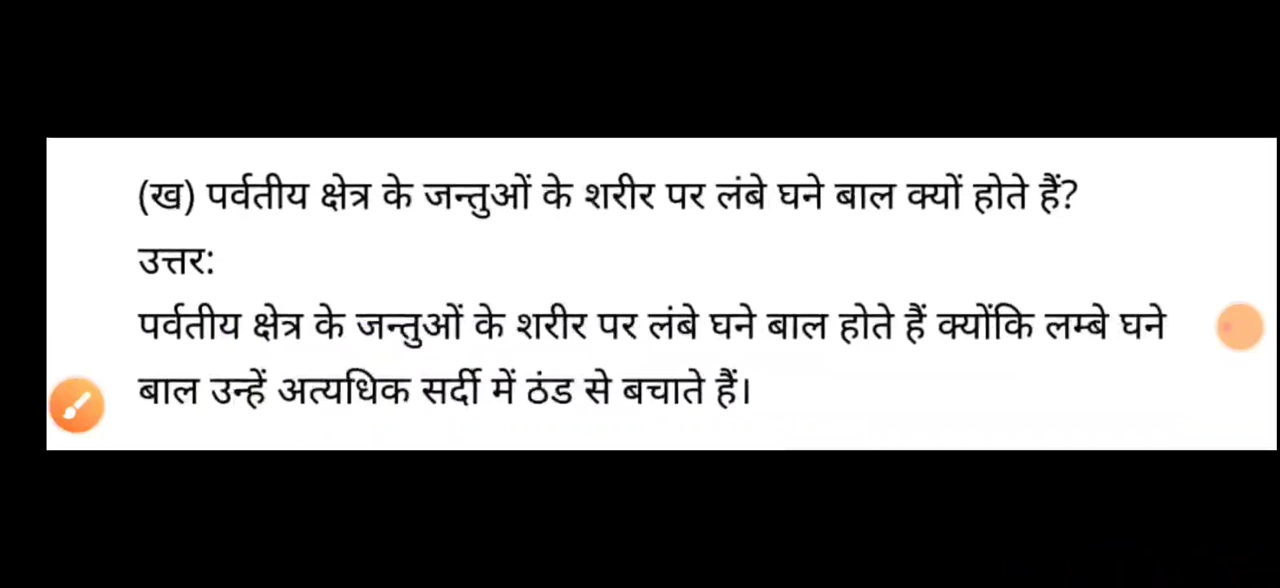 (ख) पर्वतीय क्षेत्र के जन्तुओं के शरीर पर लंबे घने बाल क्यों होते हैं?
उत्तर:
पर्वतीय क्षेत्र के जन्तुओं के शरीर पर लंबे घने बाल होते हैं क्योंकि लम्बे घने
बाल उन्हें अत्यधिक सर्दी में ठंड से बचाते हैं।